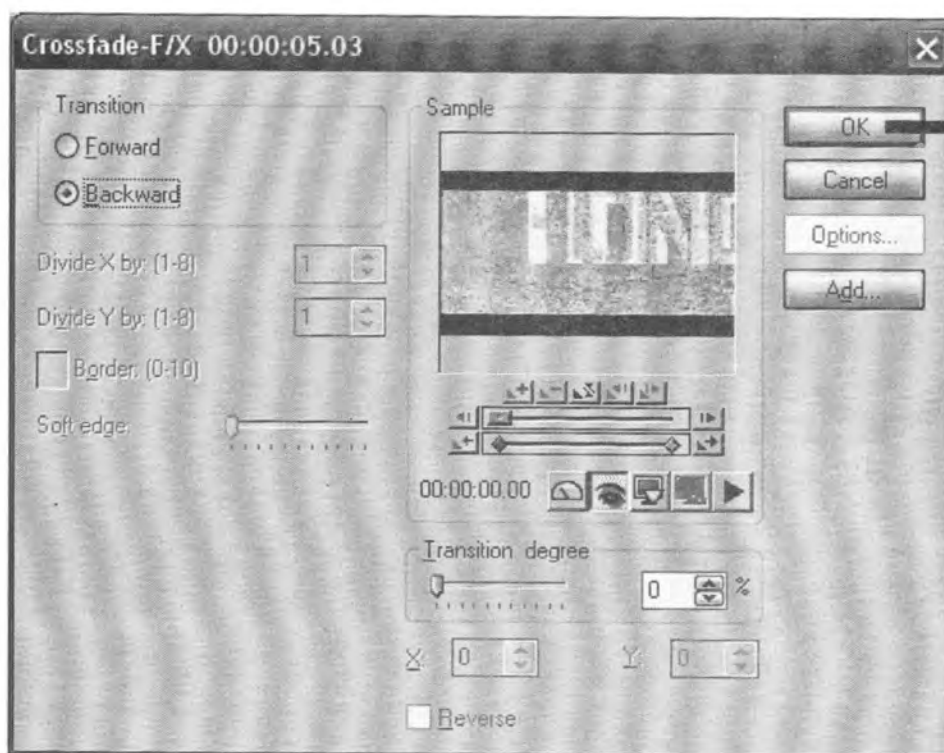 Crossfade-F/X 00:00:05.03
Transition
Forward
Backward
Divide X by: (1-8)
1
Divide Y by: (1-8)
1
Border: (0-10)
Soft edge:
Sample
00:00:00.00
Transition degree
0 %
X: 0
Y: 0
Reverse
OK
Cancel
Options...
Add...